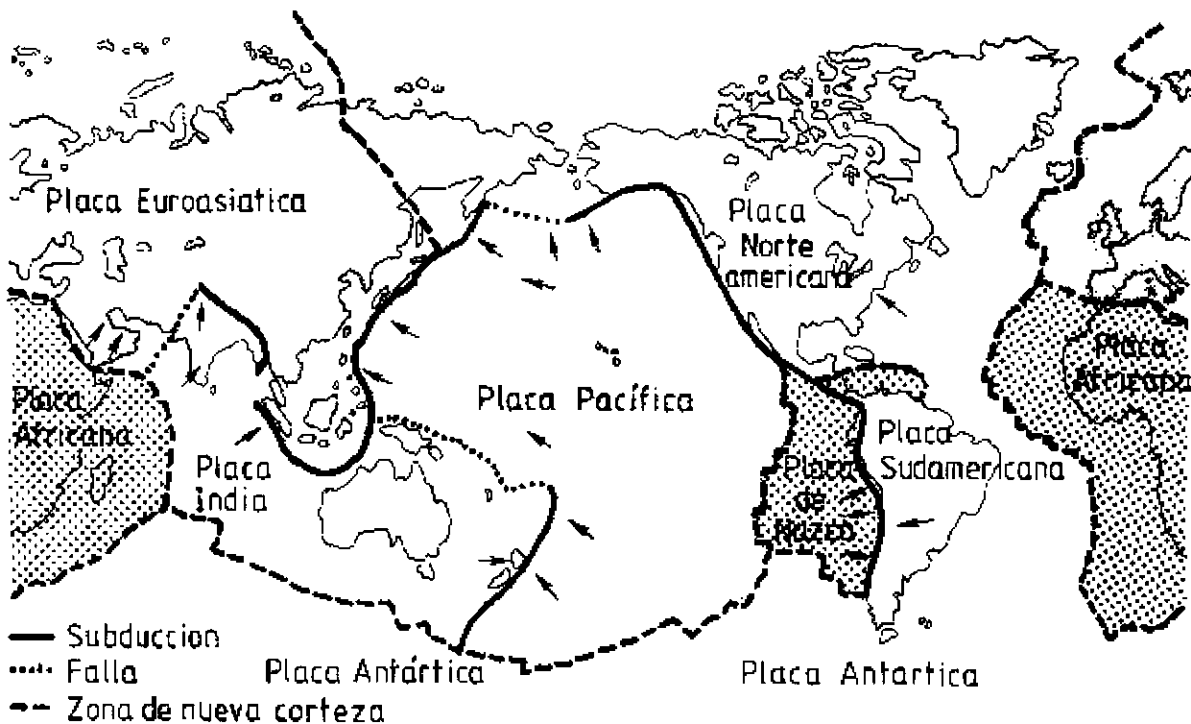 Placa Euroasiatica
Placa
Norte
americana
Placa
Africana
Placa
Africana
Placa Pacífica
Placa
India
Placa
de
Nazca
Placa
Sudamericana
Subduccion
Falla
Zona de nueva corteza
Placa Antártica
Placa Antartica